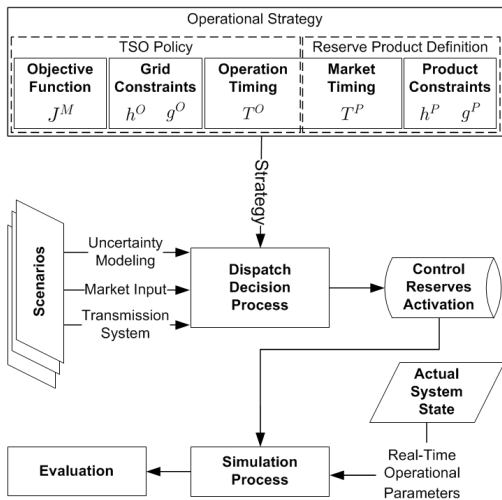 Operational Strategy
TSO Policy
Reserve Product Definition
Objective
Function
J^M
Grid
Constraints
h^O g^O
Operation
Timing
T^O
Market
Timing
T^P
Product
Constraints
h^P g^P
Strategy
Scenarios
Uncertainty
Modeling
Market Input
Transmission
System
Dispatch
Decision
Process
Control
Reserves
Activation
Actual
System
State
Real-Time
Operational
Parameters
Simulation
Process
Evaluation